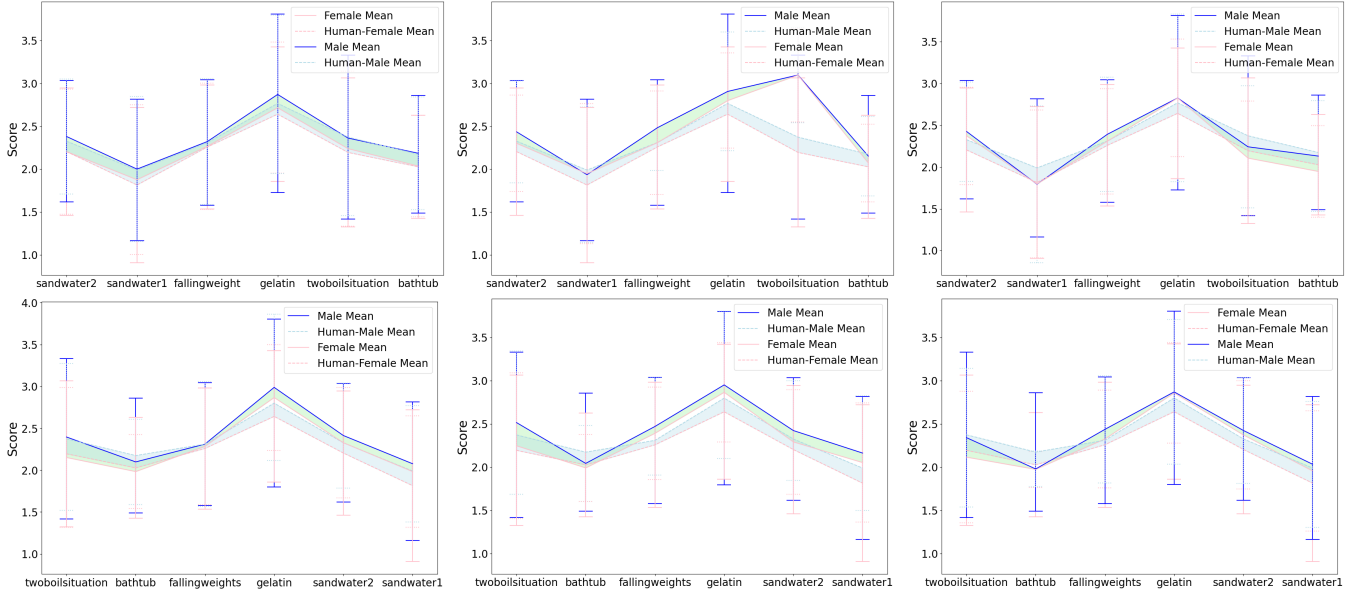 Score
3.5
3.0
2.5
2.0
1.5
1.0
sandwater2 sandwater1 fallingweight gelatin twoboilsituation bathtub
Female Mean
Human-Female Mean
Male Mean
Human-Male Mean
Score
3.5
3.0
2.5
2.0
1.5
1.0
sandwater2 sandwater1 fallingweight gelatin twoboilsituation bathtub
Male Mean
Human-Male Mean
Female Mean
Human-Female Mean
Score
3.5
3.0
2.5
2.0
1.5
1.0
sandwater2 sandwater1 fallingweight gelatin twoboilsituation bathtub
Male Mean
Human-Male Mean
Female Mean
Human-Female Mean
Score
4.0
3.5
3.0
2.5
2.0
1.5
1.0
twoboilsituation bathtub fallingweights gelatin sandwater2 sandwater1
Male Mean
Human-Male Mean
Female Mean
Human-Female Mean
Score
3.5
3.0
2.5
2.0
1.5
1.0
twoboilsituation bathtub fallingweights gelatin sandwater2 sandwater1
Male Mean
Human-Male Mean
Female Mean
Human-Female Mean
Score
3.5
3.0
2.5
2.0
1.5
1.0
twoboilsituation bathtub fallingweights gelatin sandwater2 sandwater1
Female Mean
Human-Female Mean
Male Mean
Human-Male Mean